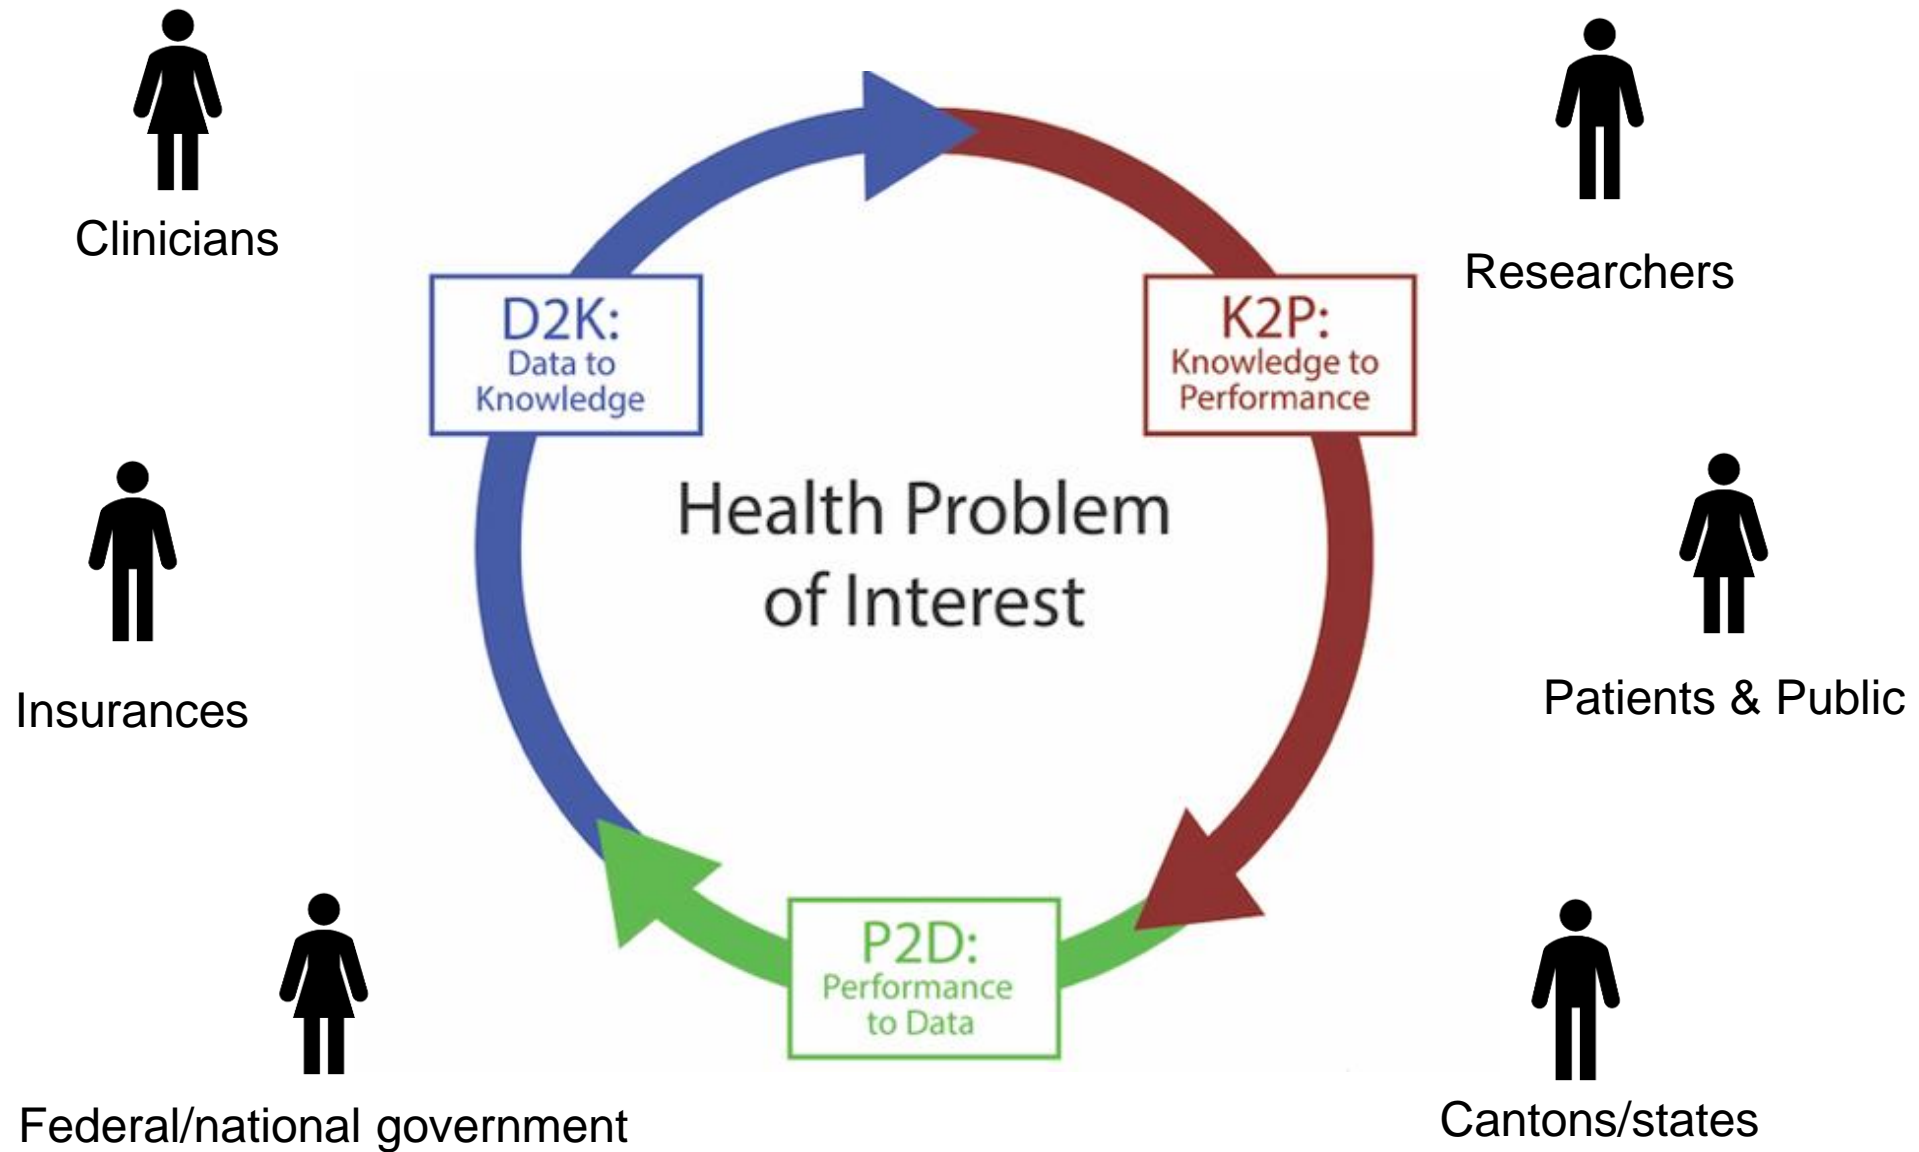 Clinicians
Researchers
D2K:
Data to
Knowledge
K2P:
Knowledge to
Performance
Health Problem
of Interest
Insurances
Patients & Public
P2D:
Performance
to Data
Federal/national government
Cantons/states